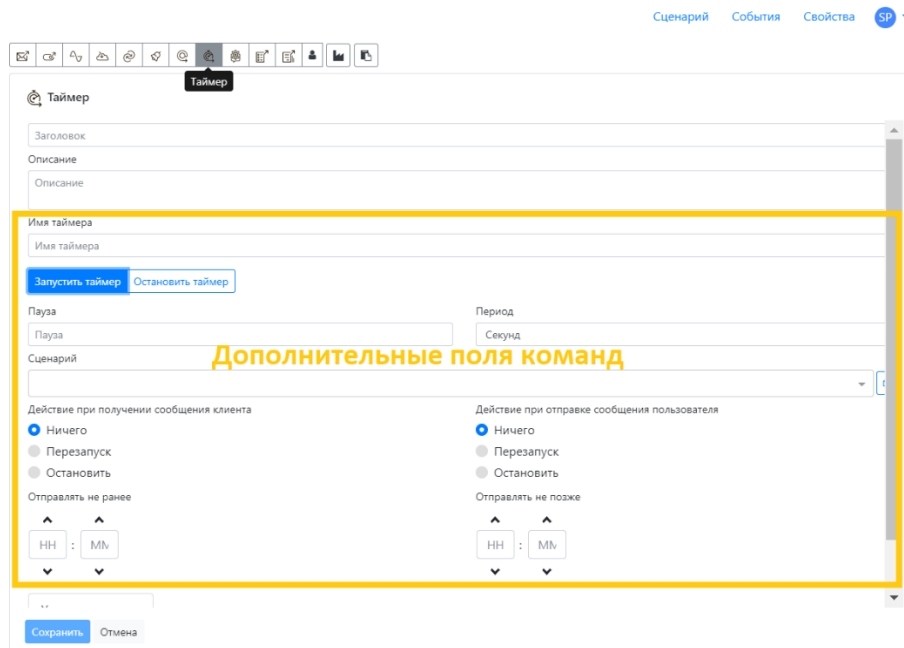 Сценарий События Свойства SP
Таймер
Таймер
Заголовок
Описание
Описание
Имя таймера
Имя таймера
Запустить таймер Остановить таймер
Пауза Период
Пауза Секунд
Дополнительные поля команд
Сценарий
Действие при получении сообщения клиента Действие при отправке сообщения пользователя
Ничего Ничего
Перезапуск Перезапуск
Остановить Остановить
Отправлять не ранее Отправлять не позже
HH : MM HH : MM
Сохранить Отмена